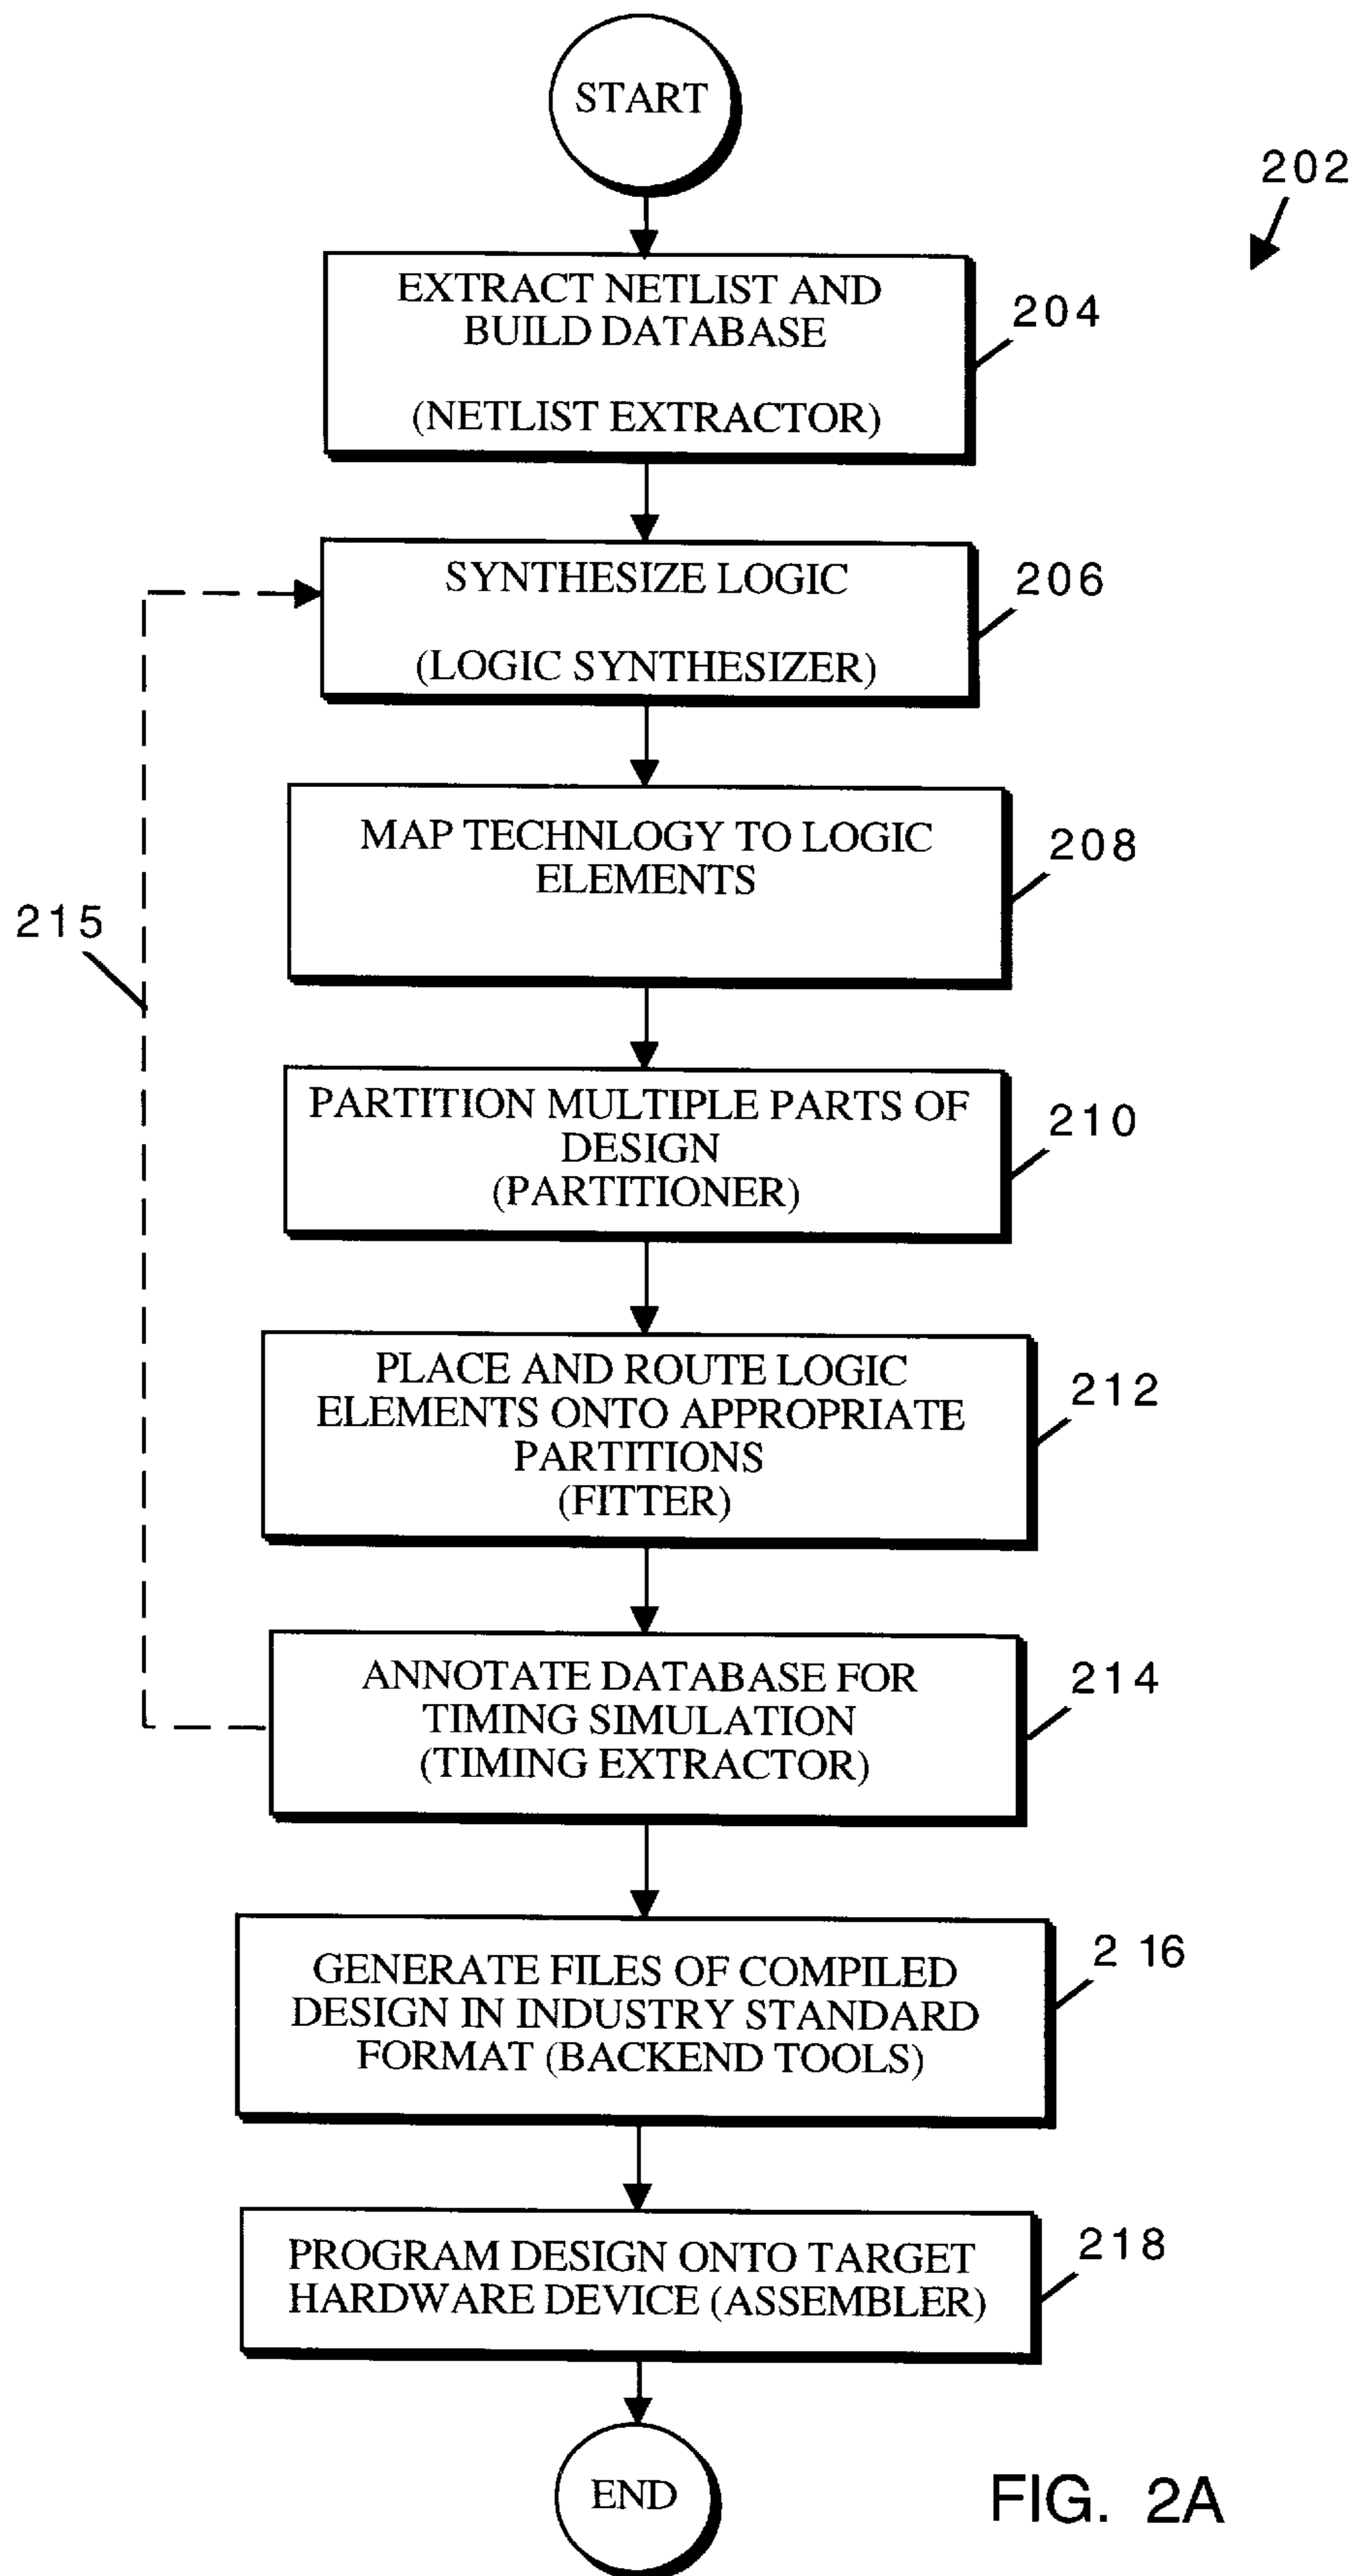 START
202
EXTRACT NETLIST AND
BUILD DATABASE
(NETLIST EXTRACTOR)
204
SYNTHESIZE LOGIC
(LOGIC SYNTHESIZER)
206
MAP TECHNLOGY TO LOGIC
ELEMENTS
208
215
PARTITION MULTIPLE PARTS OF
DESIGN
(PARTITIONER)
210
PLACE AND ROUTE LOGIC
ELEMENTS ONTO APPROPRIATE
PARTITIONS
(FITTER)
212
ANNOTATE DATABASE FOR
TIMING SIMULATION
(TIMING EXTRACTOR)
214
GENERATE FILES OF COMPILED
DESIGN IN INDUSTRY STANDARD
FORMAT (BACKEND TOOLS)
2 16
PROGRAM DESIGN ONTO TARGET
HARDWARE DEVICE (ASSEMBLER)
218
END
FIG. 2A